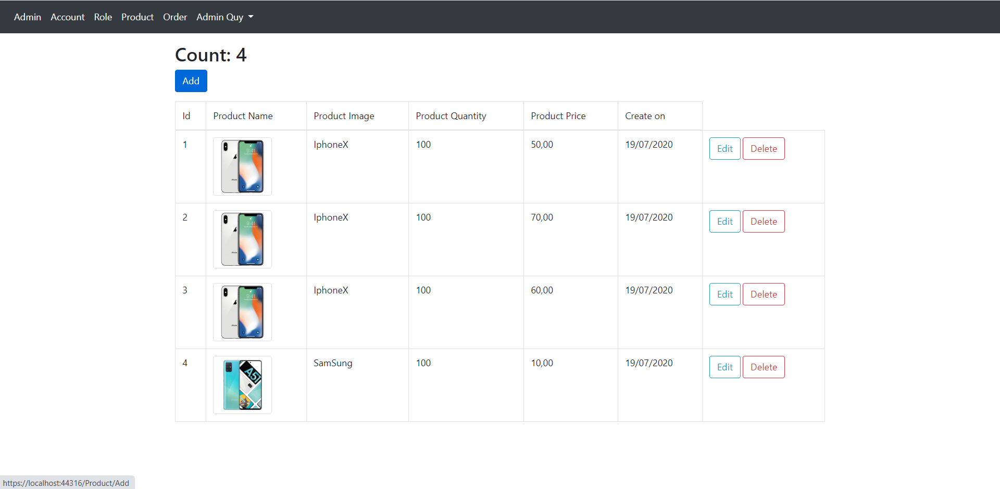 Admin Account Role Product Order Admin Quy
Count: 4
Add
Id Product Name Product Image Product Quantity Product Price Create on
1 IphoneX 100 50,00 19/07/2020 Edit Delete
2 IphoneX 100 70,00 19/07/2020 Edit Delete
3 IphoneX 100 60,00 19/07/2020 Edit Delete
4 A51 SamSung 100 10,00 19/07/2020 Edit Delete
https://localhost:44316/Product/Add